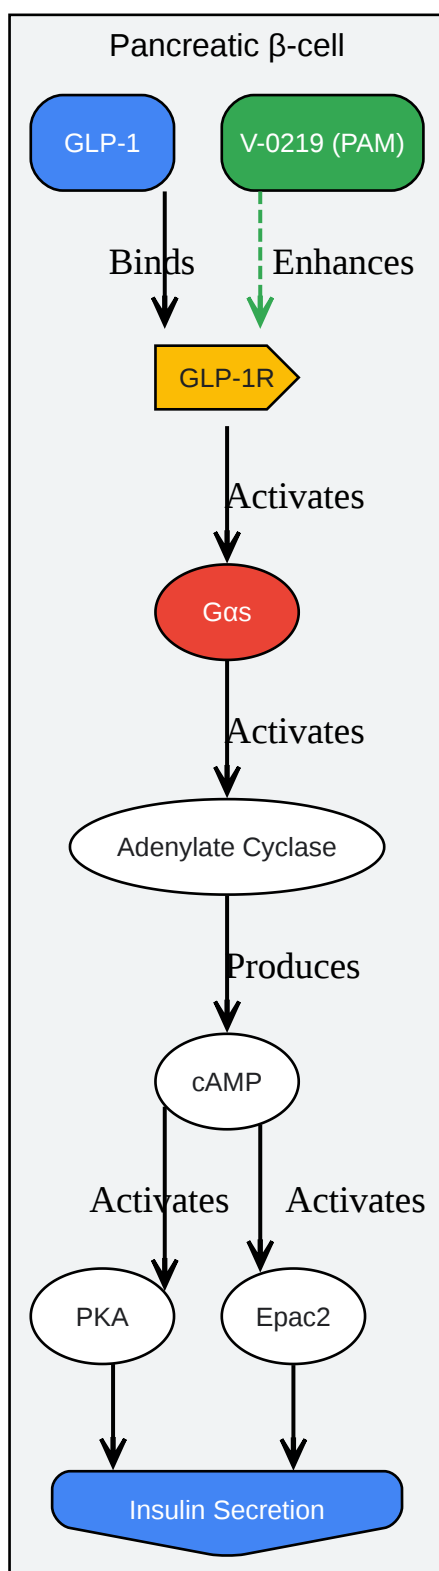 Pancreatic β-cell
GLP-1
V-0219 (PAM)
Binds
Enhances
GLP-1R
Activates
Gαs
Activates
Adenylate Cyclase
Produces
cAMP
Activates
Activates
PKA
Epac2
Insulin Secretion